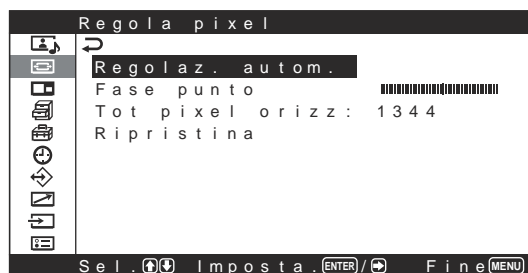 Regola pixel
Regolaz. autom.
Fase punto
Tot pixel orizz: 1344
Ripristina
Sel. Imposta. ENTER/ Fine MENU